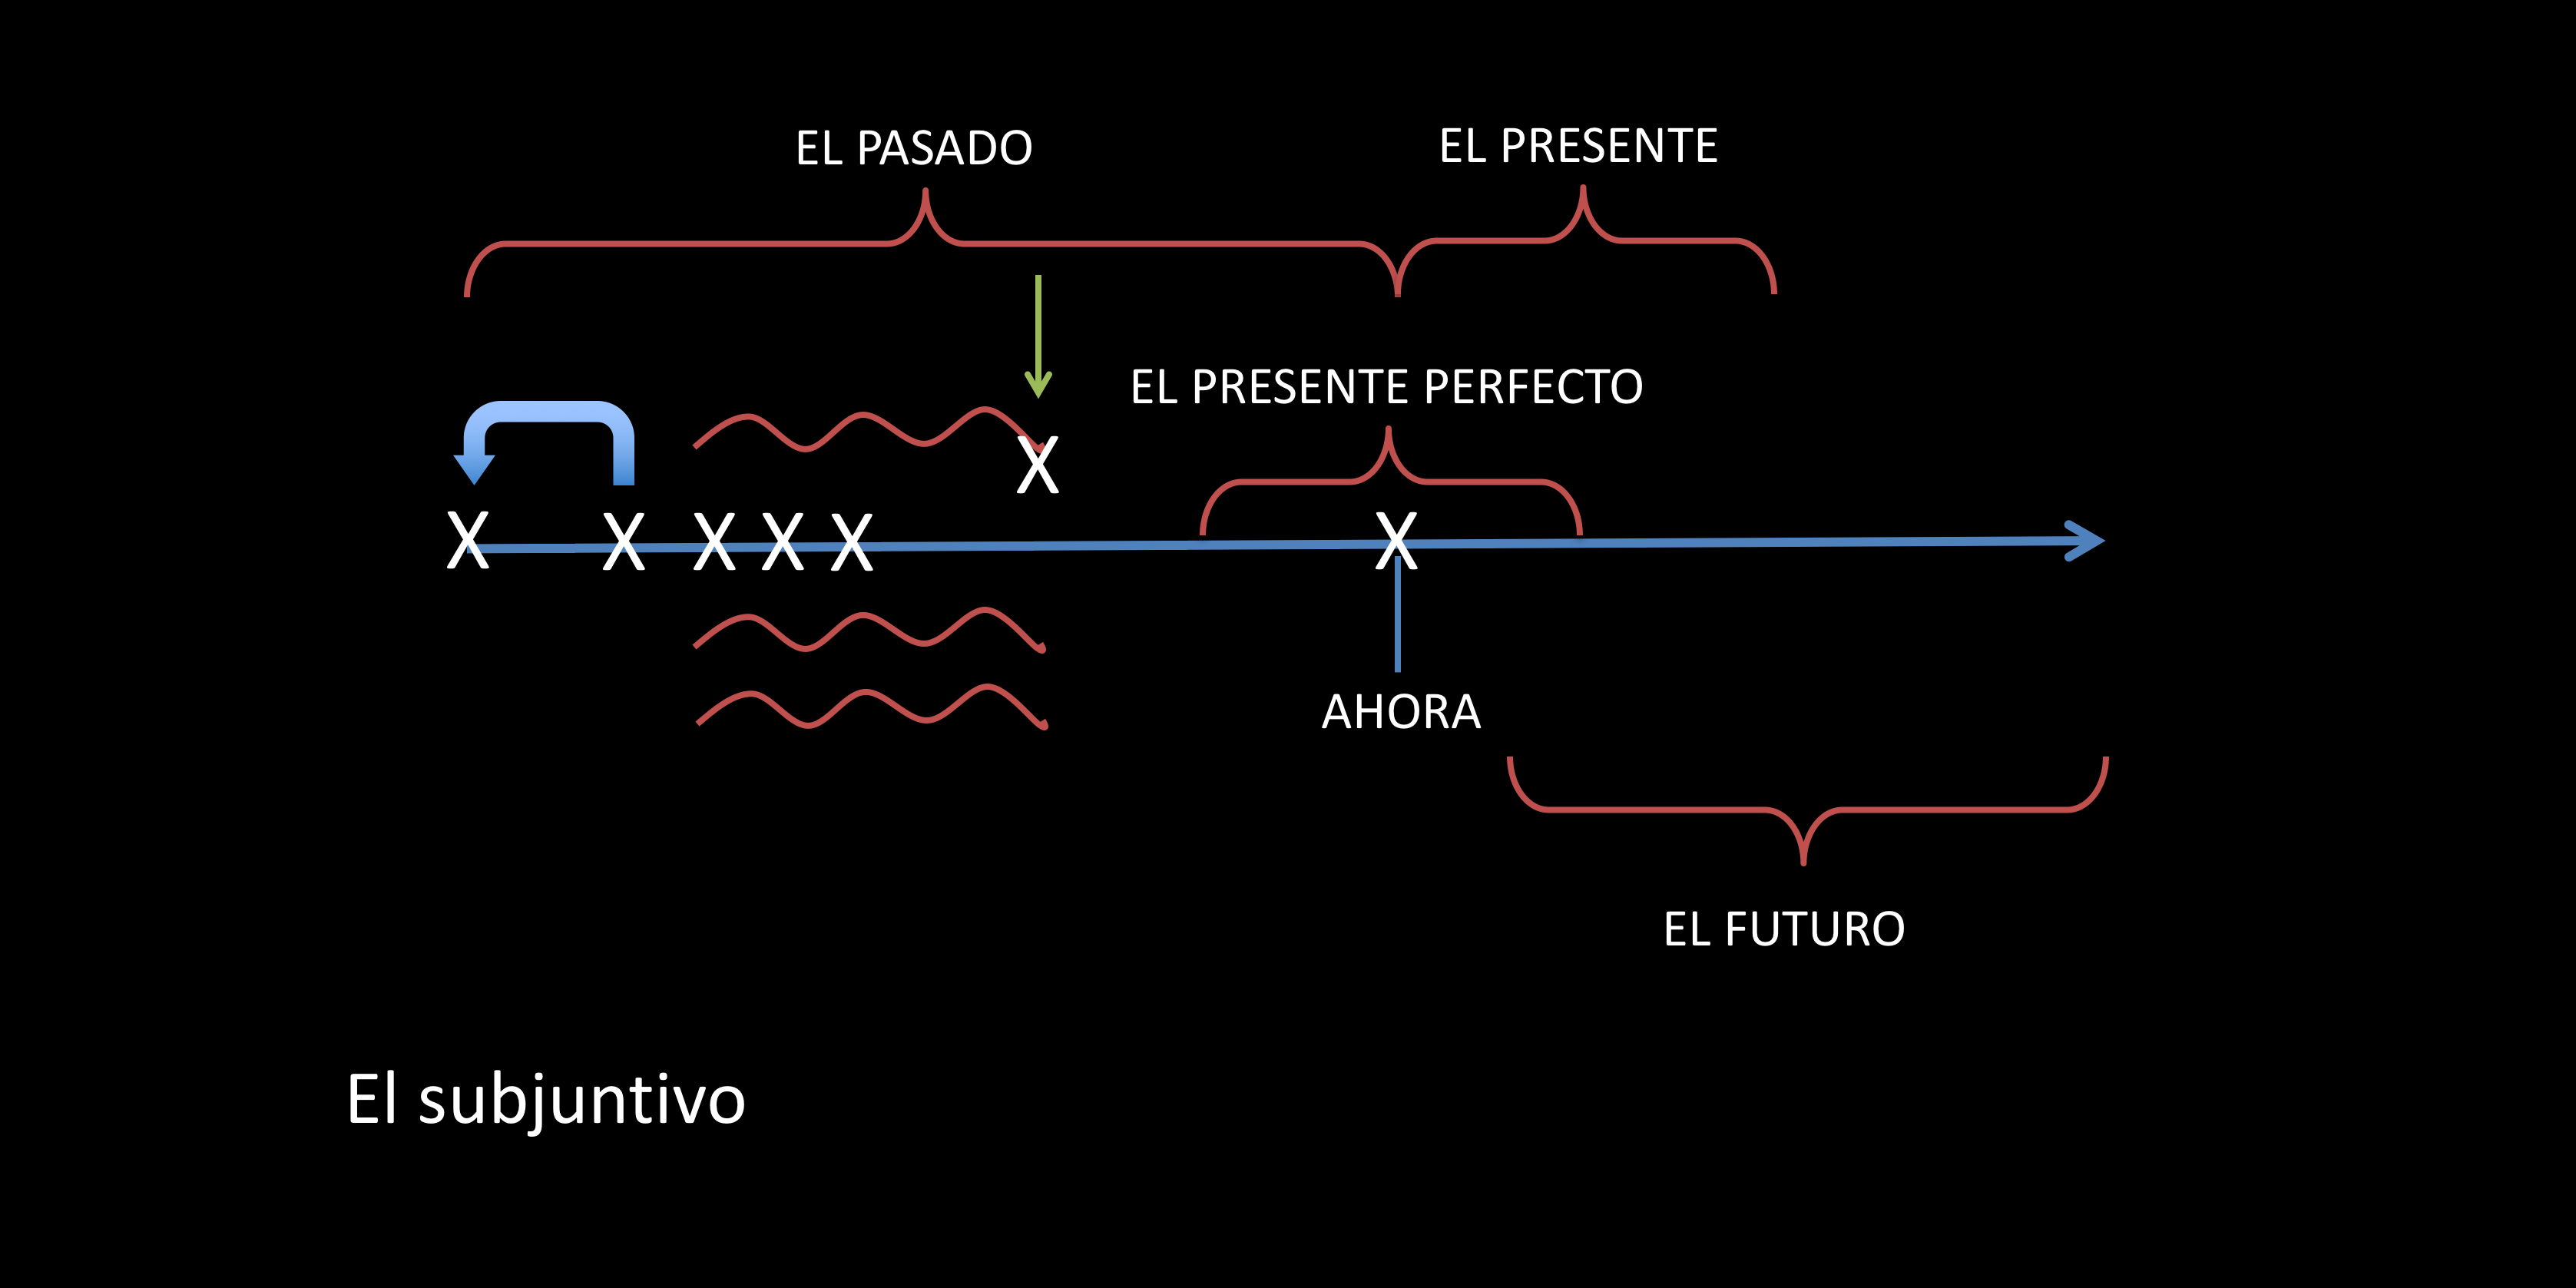 EL PASADO
EL PRESENTE
EL PRESENTE PERFECTO
X
X X X X X
X
AHORA
EL FUTURO
El subjuntivo